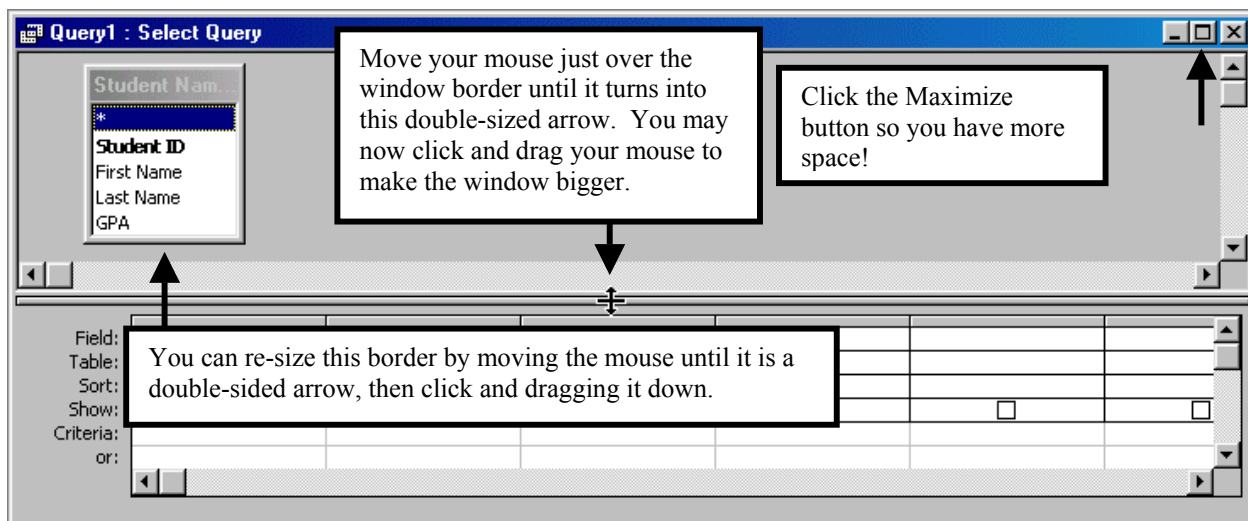 Query1 : Select Query
Move your mouse just over the
window border until it turns into
this double-sized arrow. You may
now click and drag your mouse to
make the window bigger.
Click the Maximize
button so you have more
space!
Student Nam...
*
Student ID
First Name
Last Name
GPA
Field:
Table:
Sort:
Show:
Criteria:
or:
You can re-size this border by moving the mouse until it is a
double-sided arrow, then click and dragging it down.